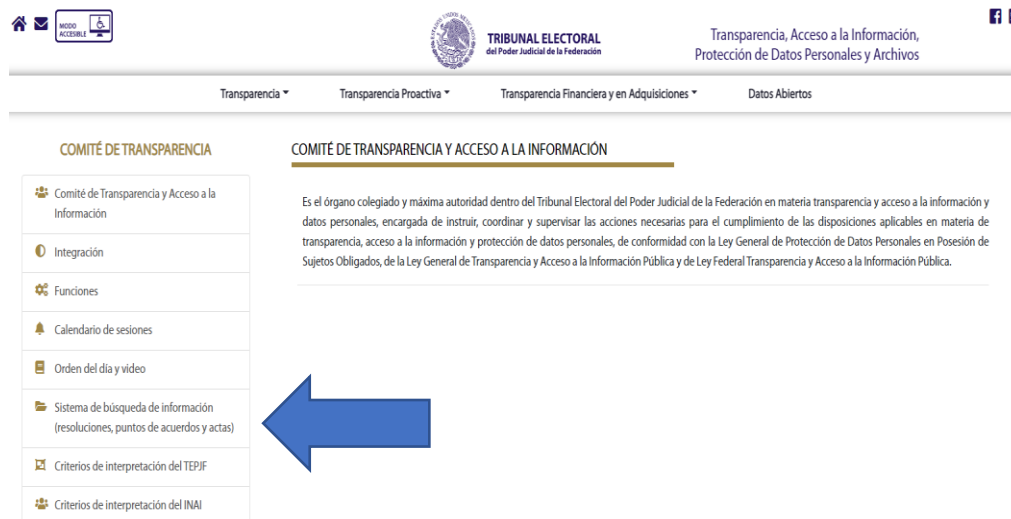 MODO
ACCESIBLE
TRIBUNAL ELECTORAL
del Poder Judicial de la Federación
Transparencia, Acceso a la Información,
Protección de Datos Personales y Archivos
Transparencia
Transparencia Proactiva
Transparencia Financiera y en Adquisiciones
Datos Abiertos
COMITÉ DE TRANSPARENCIA
Comité de Transparencia y Acceso a la
Información
Integración
Funciones
Calendario de sesiones
Orden del día y video
Sistema de búsqueda de información
(resoluciones, puntos de acuerdos y actas)
Criterios de interpretación del TEPJF
Criterios de interpretación del INAI
COMITÉ DE TRANSPARENCIA Y ACCESO A LA INFORMACIÓN
Es el órgano colegiado y máxima autoridad dentro del Tribunal Electoral del Poder Judicial de la Federación en materia transparencia y acceso a la información y
datos personales, encargada de instruir, coordinar y supervisar las acciones necesarias para el cumplimiento de las disposiciones aplicables en materia de
transparencia, acceso a la información y protección de datos personales, de conformidad con la Ley General de Protección de Datos Personales en Posesión de
Sujetos Obligados, de la Ley General de Transparencia y Acceso a la Información Pública y de Ley Federal Transparencia y Acceso a la Información Pública.